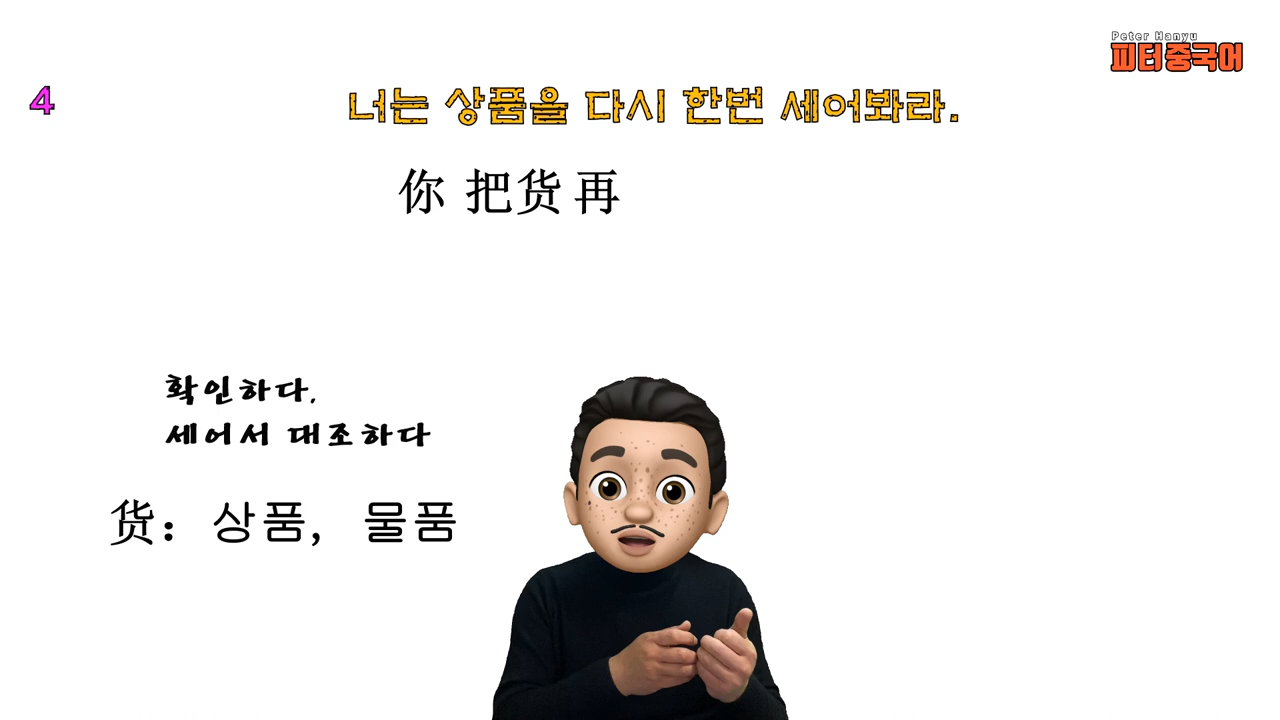 Peter Hanyu
피터중국어
4
너는 상품을 다시 한번 세어봐라.
你 把货再
확인하다,
세어서 대조하다
货：상품, 물품